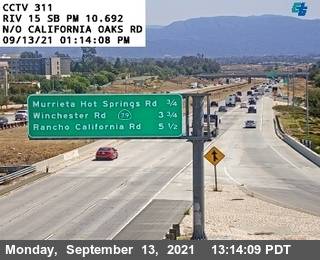 CCTV 311
RIV 15 SB PM 10.692
N/O CALIFORNIA OAKS RD
09/13/21 01:14:08 PM
Murrieta Hot Springs Rd 3/4
Winchester Rd 79 3 3/4
Rancho California Rd 5 1/2
Monday, September 13, 2021 13:14:09 PDT